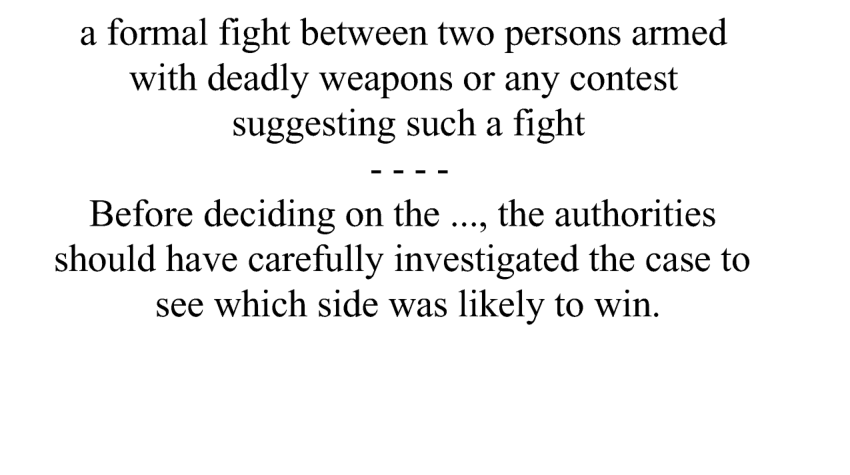 a formal fight between two persons armed
with deadly weapons or any contest
suggesting such a fight
- - - -
Before deciding on the ..., the authorities
should have carefully investigated the case to
see which side was likely to win.